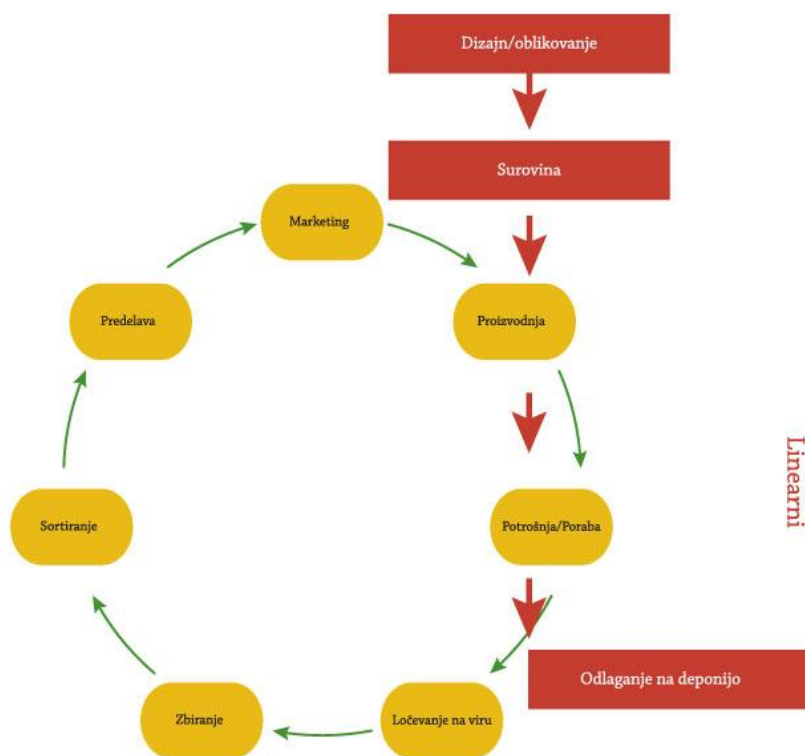 Dizajn/oblikovanje
Surovina
Marketing
Predelava
Proizvodnja
Linearni
Sortiranje
Potrošnja/Poraba
Odlaganje na deponijo
Zbiranje
Ločevanje na viru